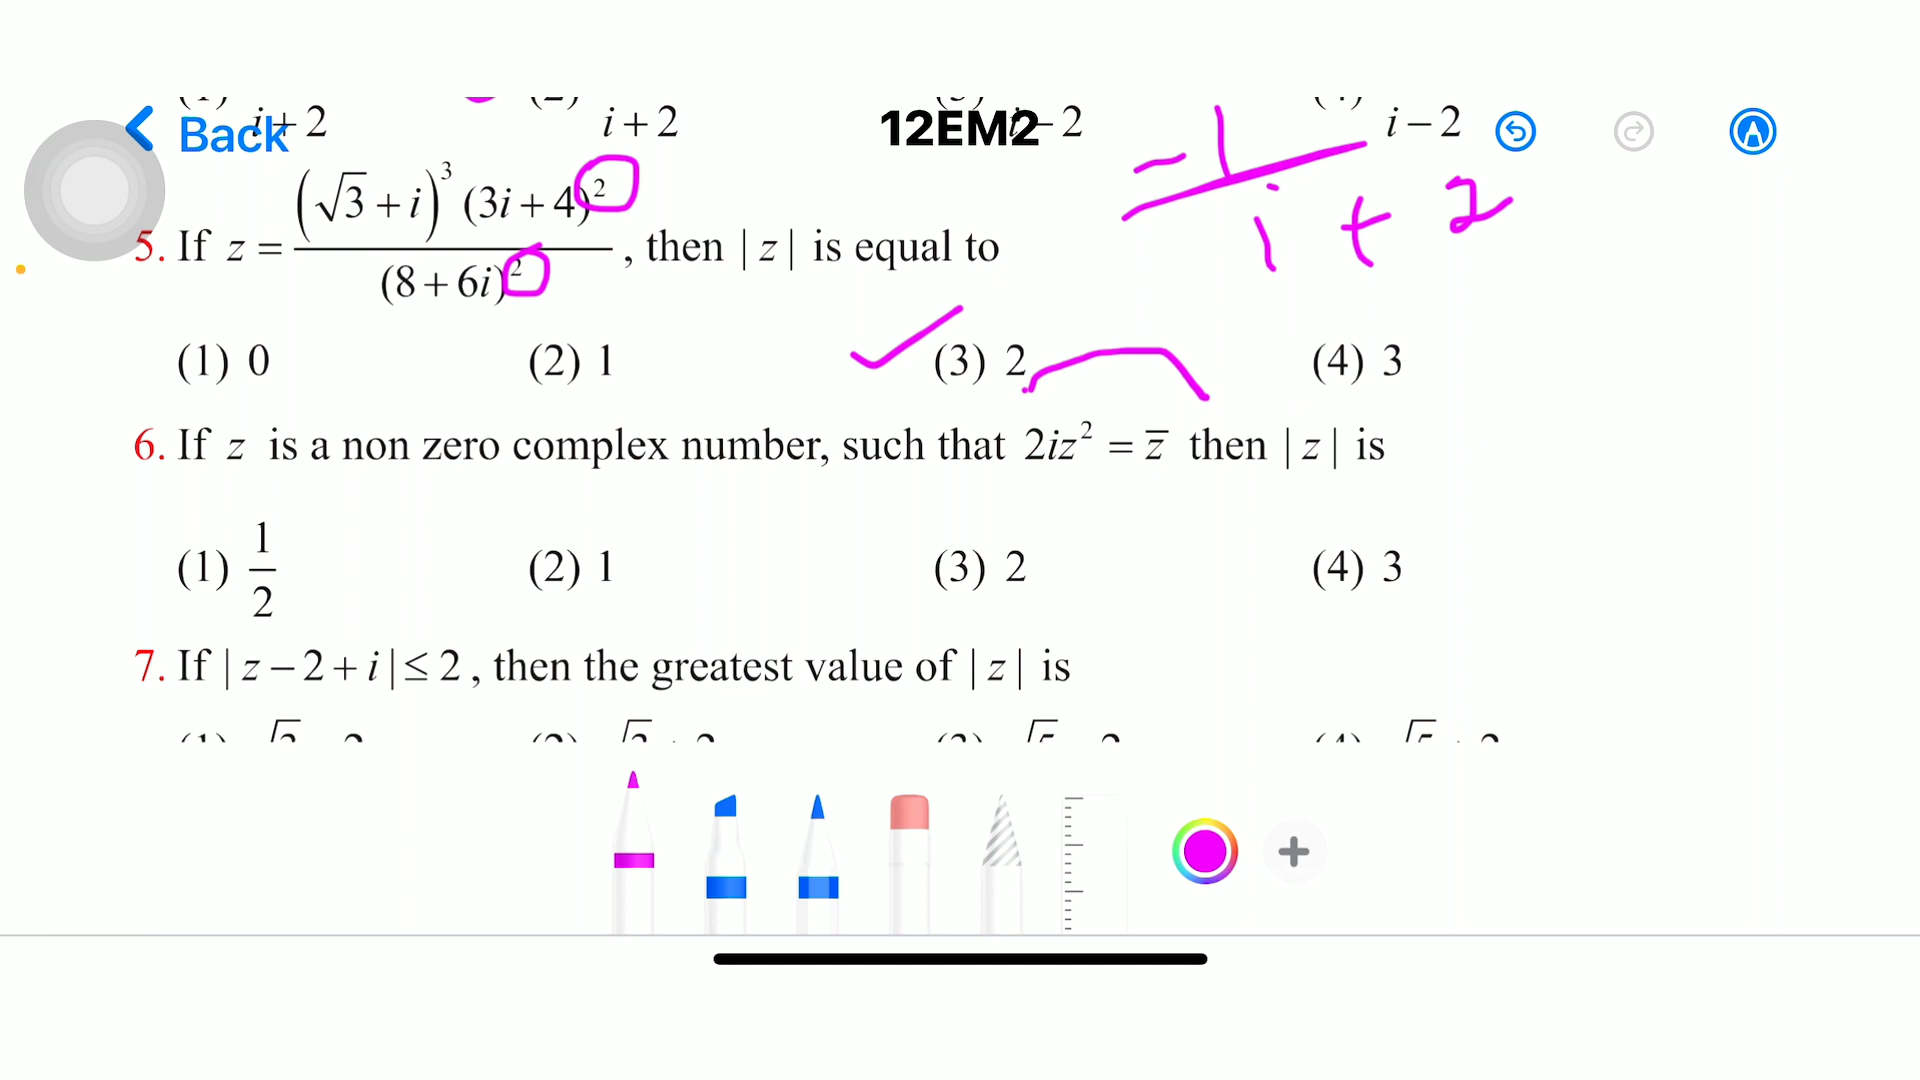 i+2 i+2 i−2 i−2
Back 12EM2
−1/(i+2)
5. If z = (√3+i)³(3i+4)²/(8+6i)², then |z| is equal to
(1) 0 (2) 1 (3) 2 (4) 3
6. If z is a non zero complex number, such that 2iz² = z̅ then |z| is
(1) 1/2 (2) 1 (3) 2 (4) 3
7. If |z−2+i|≤2, then the greatest value of |z| is